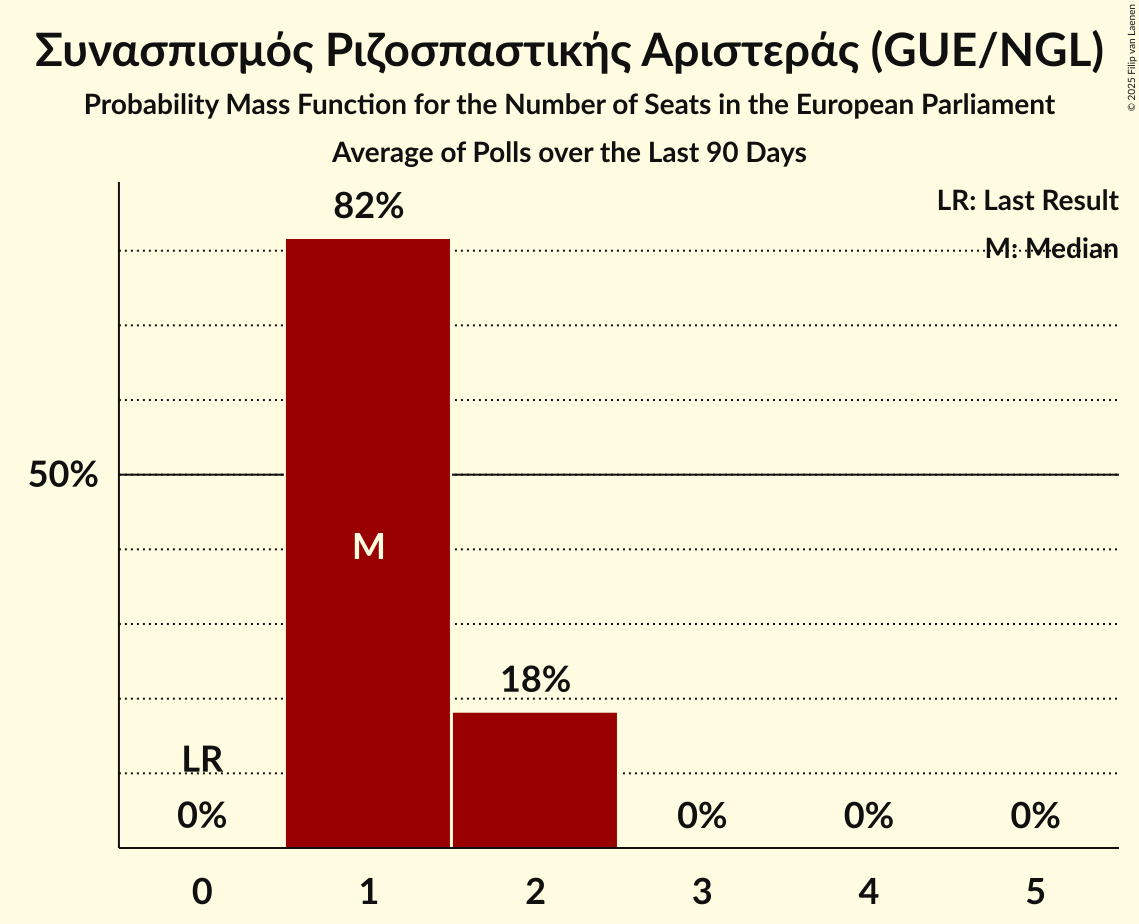 Συνασπισμός Ριζοσπαστικής Αριστεράς (GUE/NGL)
Probability Mass Function for the Number of Seats in the European Parliament
Average of Polls over the Last 90 Days
© 2025 Filip van Laenen
LR: Last Result
M: Median
82%
50%
M
18%
LR
0%
0%
0%
0%
0
1
2
3
4
5